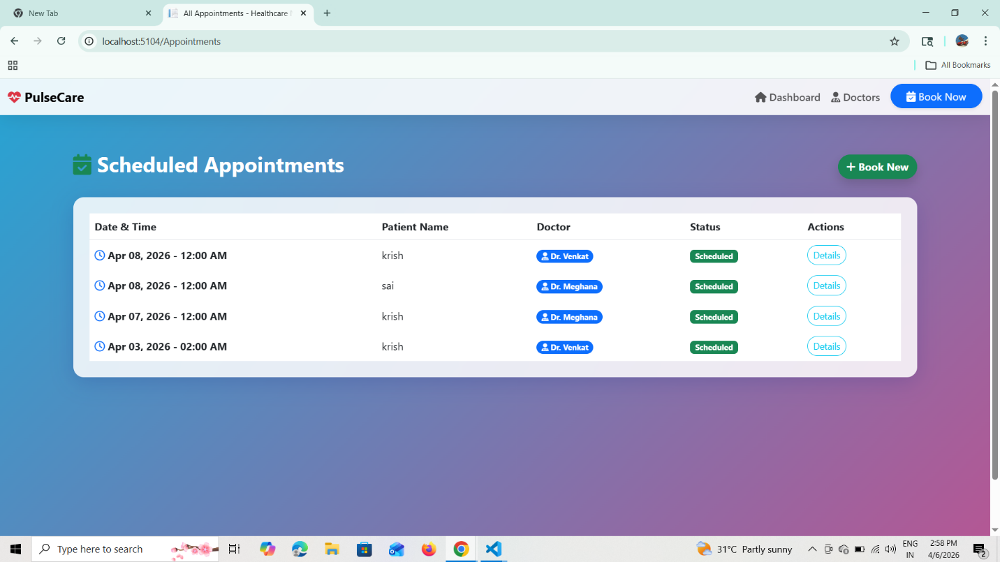 New Tab
All Appointments - Healthcare
localhost:5104/Appointments
All Bookmarks
PulseCare
Dashboard
Doctors
Book Now
Scheduled Appointments
+ Book New
Date & Time Patient Name Doctor Status Actions
Apr 08, 2026 - 12:00 AM krish Dr. Venkat Scheduled Details
Apr 08, 2026 - 12:00 AM sai Dr. Meghana Scheduled Details
Apr 07, 2026 - 12:00 AM krish Dr. Meghana Scheduled Details
Apr 03, 2026 - 02:00 AM krish Dr. Venkat Scheduled Details
Type here to search
31°C Partly sunny
ENG
IN
2:58 PM
4/6/2026
2